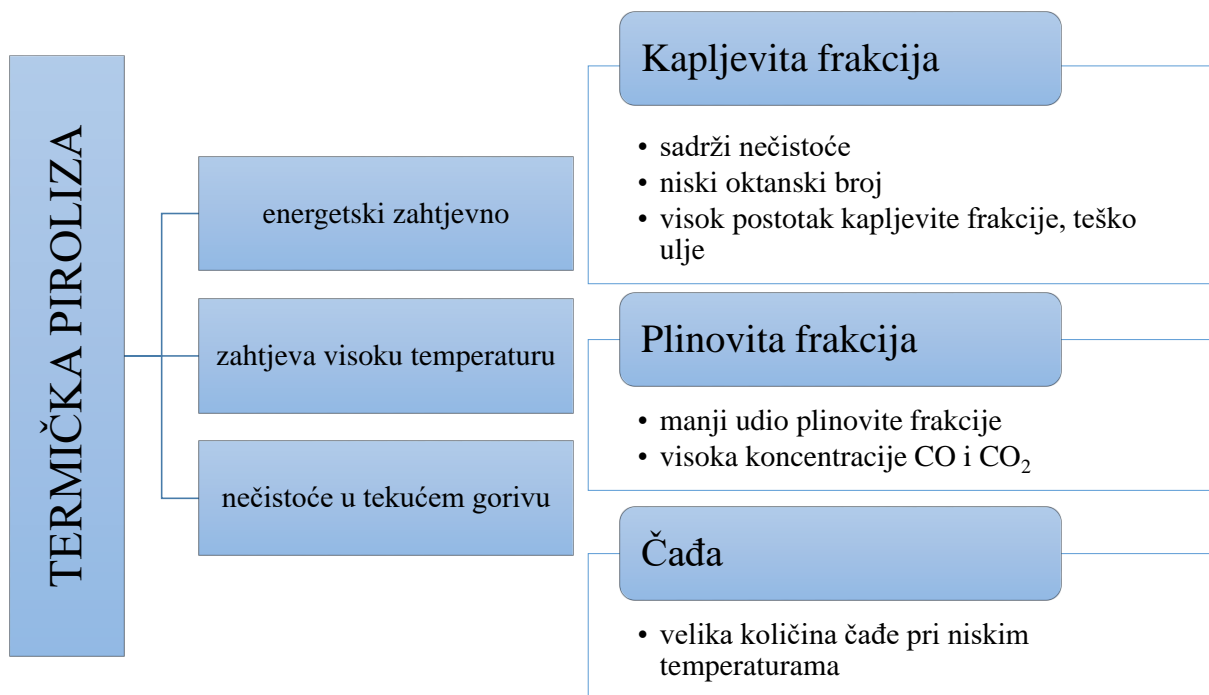 TERMIČKA PIROLIZA
energetski zahtjevno
zahtjeva visoku temperaturu
nečistoće u tekućem gorivu
Kapljevita frakcija
• sadrži nečistoće
• niski oktanski broj
• visok postotak kapljevite frakcije, teško
ulje
Plinovita frakcija
• manji udio plinovite frakcije
• visoka koncentracije CO i CO₂
Čađa
• velika količina čađe pri niskim
temperaturama